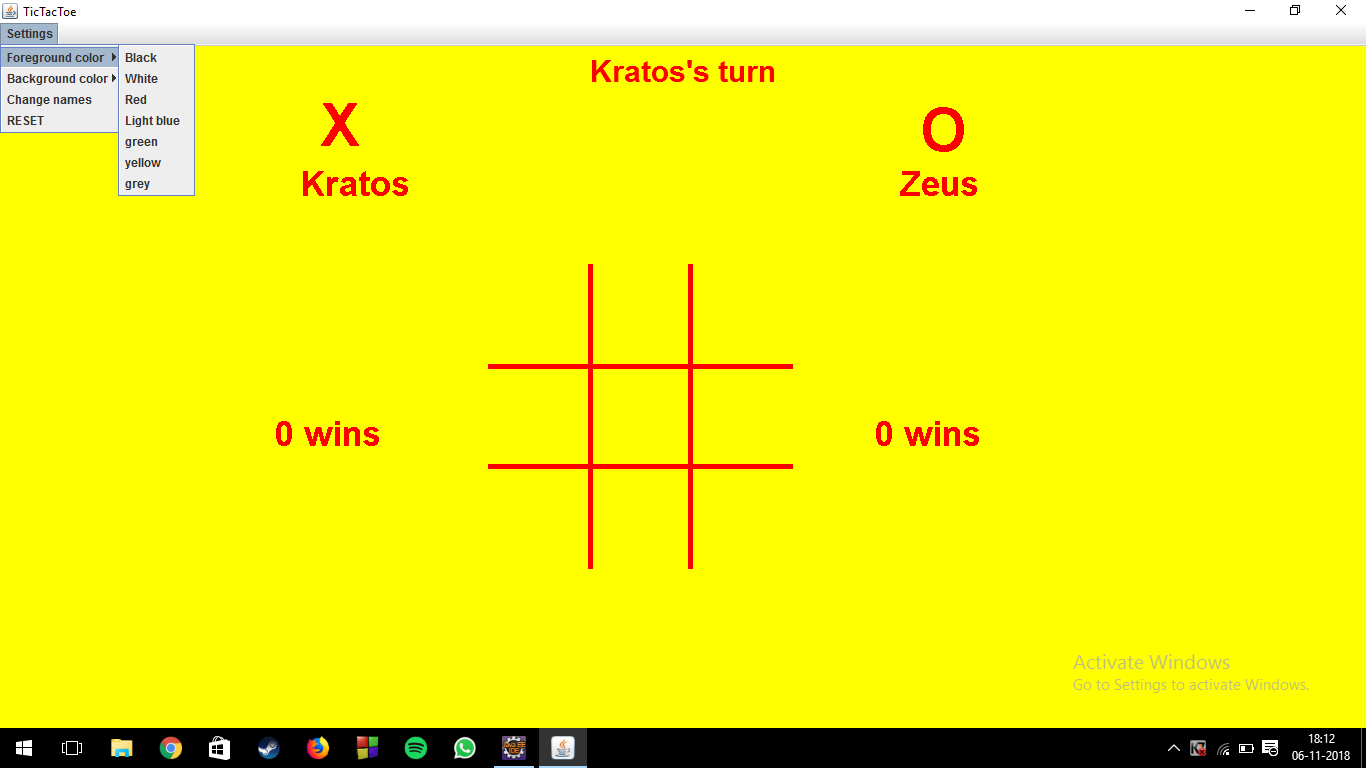 TicTacToe
Settings
Foreground color
Background color
Change names
RESET
Black
White
Red
Light blue
green
yellow
grey
Kratos's turn
X
O
Kratos
Zeus
0 wins
0 wins
Activate Windows
Go to Settings to activate Windows.
18:12
06-11-2018